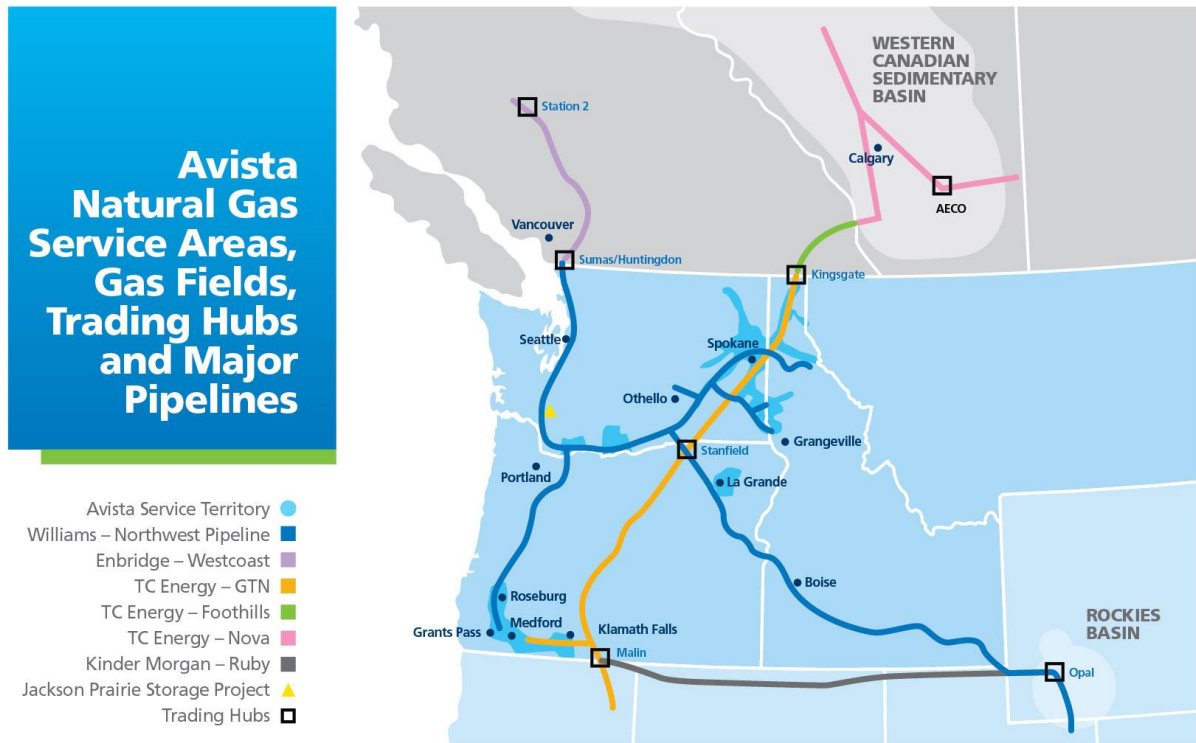 Avista
Natural Gas
Service Areas,
Gas Fields,
Trading Hubs
and Major
Pipelines
Avista Service Territory
Williams – Northwest Pipeline
Enbridge – Westcoast
TC Energy – GTN
TC Energy – Foothills
TC Energy – Nova
Kinder Morgan – Ruby
Jackson Prairie Storage Project
Trading Hubs
WESTERN
CANADIAN
SEDIMENTARY
BASIN
Station 2
Calgary
AECO
Vancouver
Sumas/Huntingdon
Kingsgate
Seattle
Spokane
Othello
Grangeville
Stanfield
Portland
La Grande
Boise
Roseburg
Medford
Grants Pass
Klamath Falls
Malin
ROCKIES
BASIN
Opal